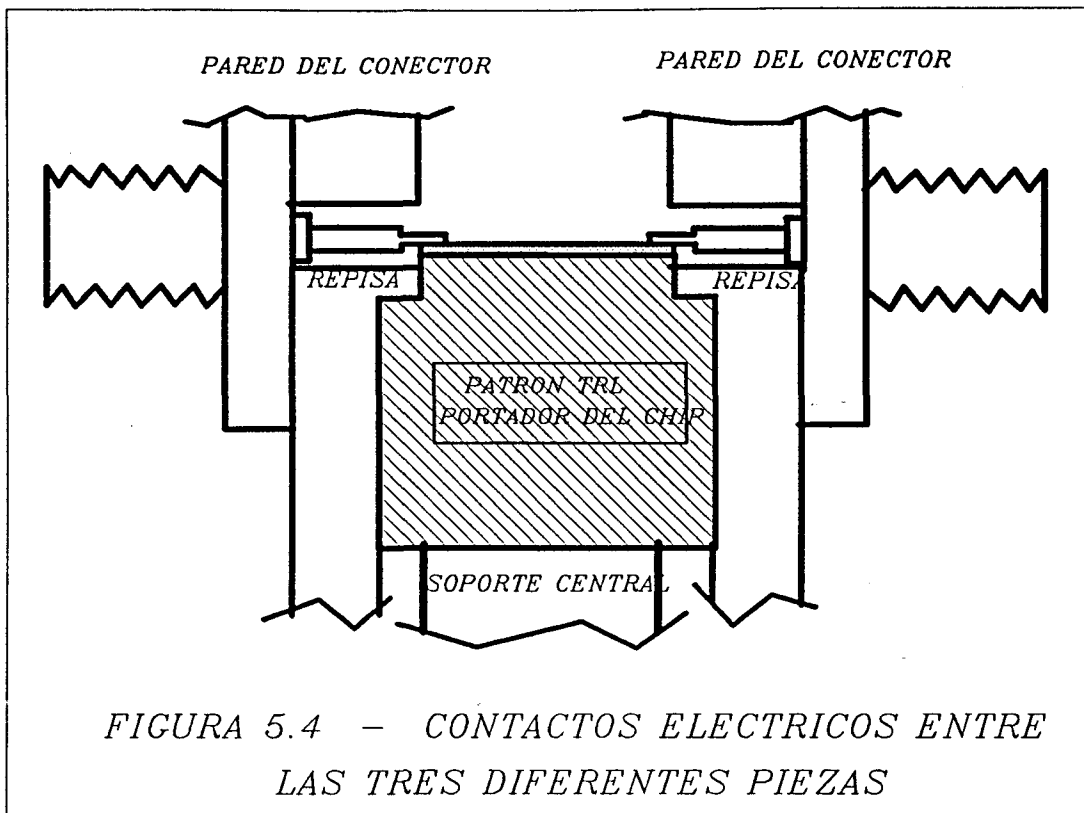 PARED DEL CONECTOR
PARED DEL CONECTOR
REPISA
REPISA
PATRON TRL
PORTADOR DEL CHIP
SOPORTE CENTRAL
FIGURA 5.4 - CONTACTOS ELECTRICOS ENTRE
LAS TRES DIFERENTES PIEZAS